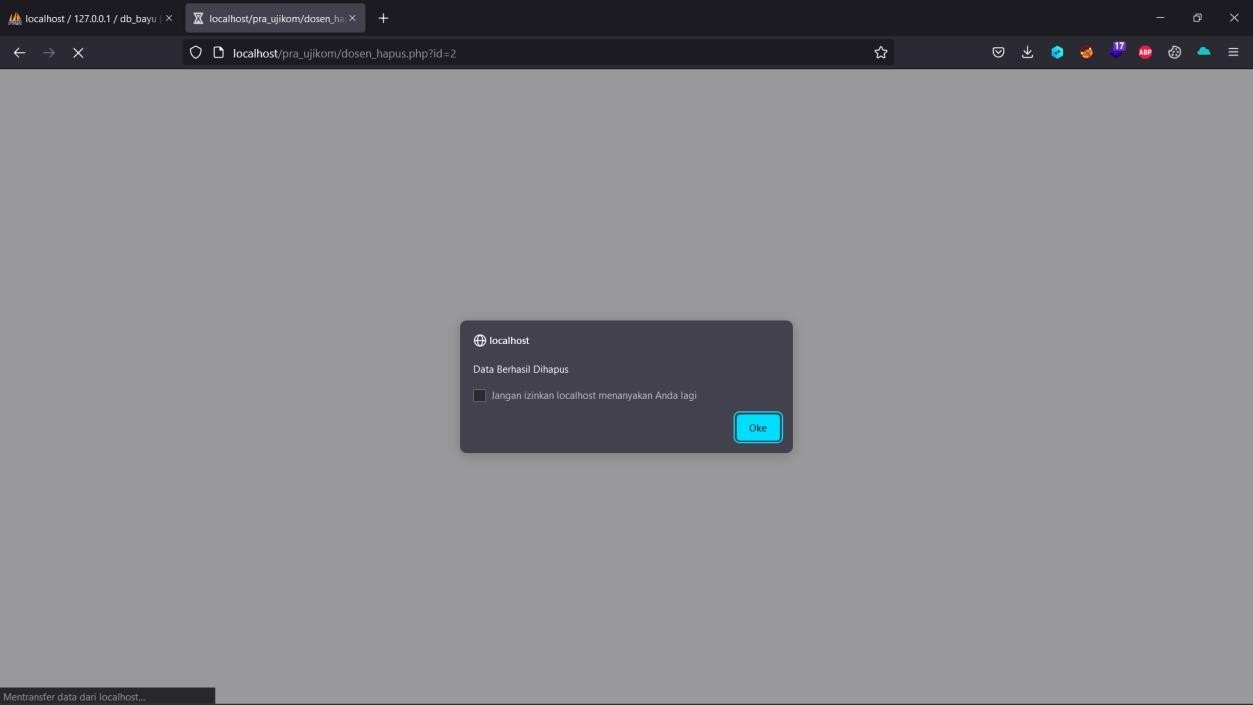 localhost / 127.0.0.1 / db_bayu |
localhost/pra_ujikom/dosen_ha
localhost/pra_ujikom/dosen_hapus.php?id=2
17
ABP
localhost
Data Berhasil Dihapus
Jangan izinkan localhost menanyakan Anda lagi
Oke
Mentransfer data dari localhost...